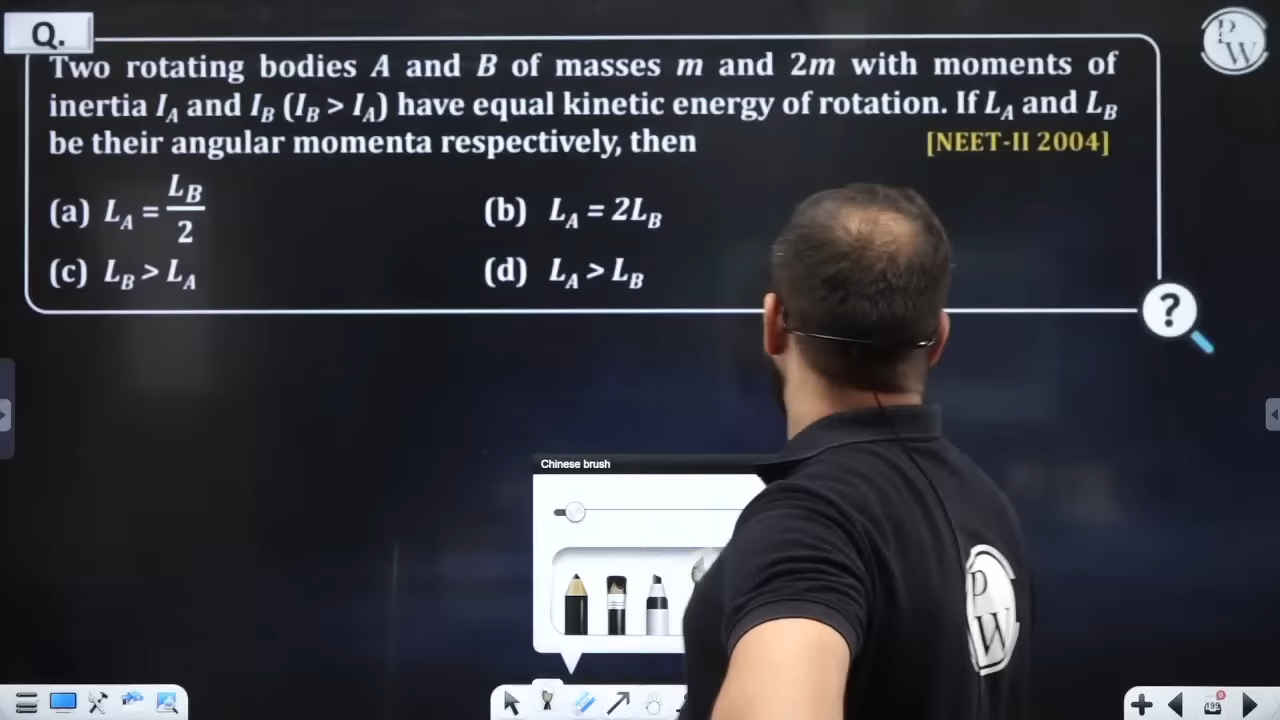 Q.
P
W
Two rotating bodies A and B of masses m and 2m with moments of
inertia I_A and I_B (I_B > I_A) have equal kinetic energy of rotation. If L_A and L_B
be their angular momenta respectively, then [NEET-II 2004]
(a) L_A = L_B/2 (b) L_A = 2L_B
(c) L_B > L_A (d) L_A > L_B
?
Chinese brush
P
W
199
0